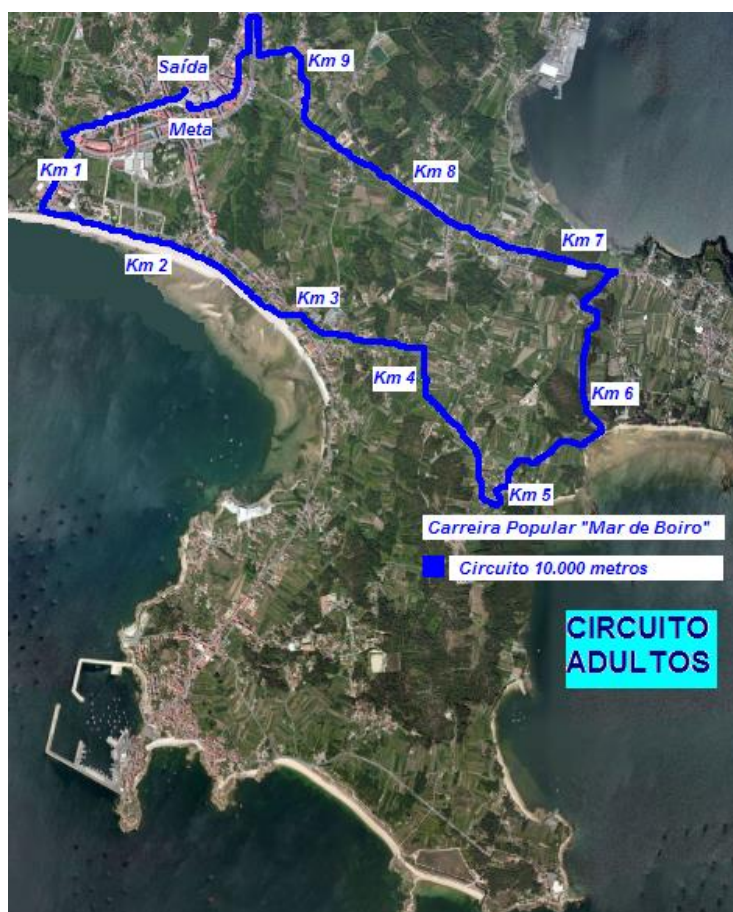 Saída
Meta
Km 1
Km 2
Km 3
Km 4
Km 5
Km 6
Km 7
Km 8
Km 9
Carreira Popular "Mar de Boiro"
Circuito 10.000 metros
CIRCUITO
ADULTOS